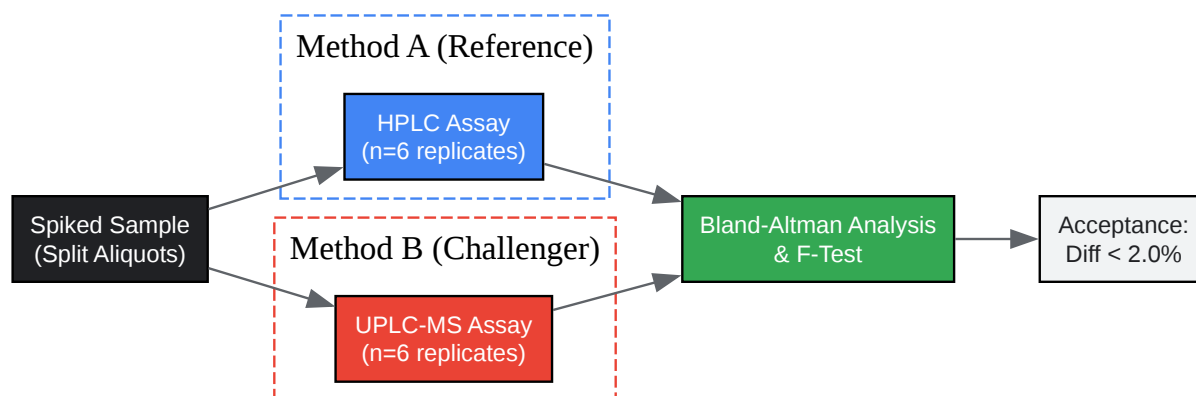 Method A (Reference)
HPLC Assay
(n=6 replicates)
Spiked Sample
(Split Aliquots)
Method B (Challenger)
UPLC-MS Assay
(n=6 replicates)
Bland-Altman Analysis
& F-Test
Acceptance:
Diff < 2.0%